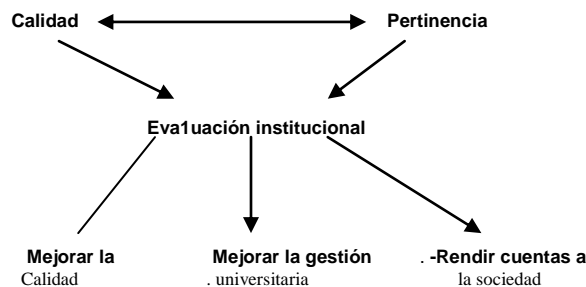 Calidad Pertinencia
Eva1uación institucional
Mejorar la Mejorar la gestión . -Rendir cuentas a
Calidad . universitaria la sociedad